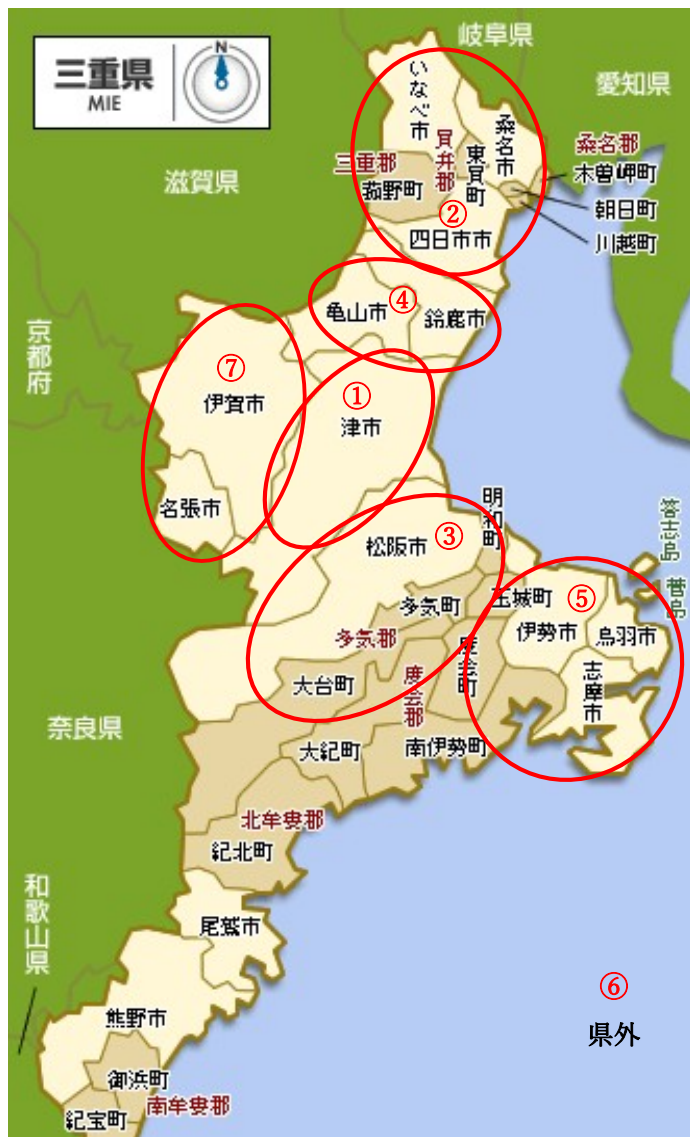 岐阜県
三重県
MIE
N
愛知県
いなべ市
桑名市
員弁郡
東員町
桑名郡
木曽岬町
三重郡
菰野町
朝日町
滋賀県
②
四日市市
川越町
④
亀山市
鈴鹿市
京都府
⑦
伊賀市
①
津市
名張市
明和町
答志島
③
松阪市
菅島
玉城町
⑤
多気町
伊勢市
鳥羽市
多気郡
度会町
大台町
度会郡
志摩市
奈良県
大紀町
南伊勢町
北牟婁郡
紀北町
和歌山県
尾鷲市
⑥
県外
熊野市
御浜町
南牟婁郡
紀宝町